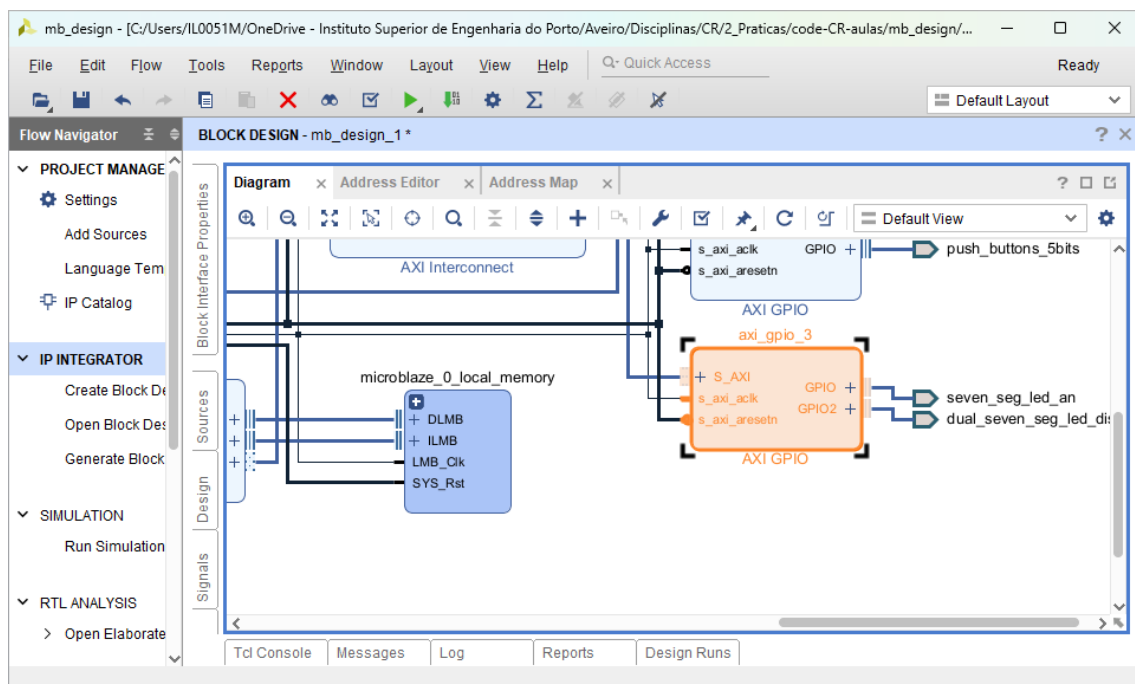 mb_design - [C:/Users/IL0051M/OneDrive - Instituto Superior de Engenharia do Porto/Aveiro/Disciplinas/CR/2_Praticas/code-CR-aulas/mb_design/...
File Edit Flow Tools Reports Window Layout View Help Q- Quick Access Ready
Default Layout
Flow Navigator
BLOCK DESIGN - mb_design_1 *
PROJECT MANAGE
Settings
Add Sources
Language Tem
IP Catalog
IP INTEGRATOR
Create Block De
Open Block Des
Generate Block
SIMULATION
Run Simulation
RTL ANALYSIS
Open Elaborate
Block Interface Properties
Sources
Design
Signals
Diagram Address Editor Address Map
Default View
AXI Interconnect
s_axi_aclk GPIO
s_axi_aresetn
push_buttons_5bits
AXI GPIO
axi_gpio_3
S_AXI
s_axi_aclk
s_axi_aresetn
GPIO
GPIO2
AXI GPIO
seven_seg_led_an
dual_seven_seg_led_dis
microblaze_0_local_memory
DLMB
ILMB
LMB_Clk
SYS_Rst
Tcl Console Messages Log Reports Design Runs